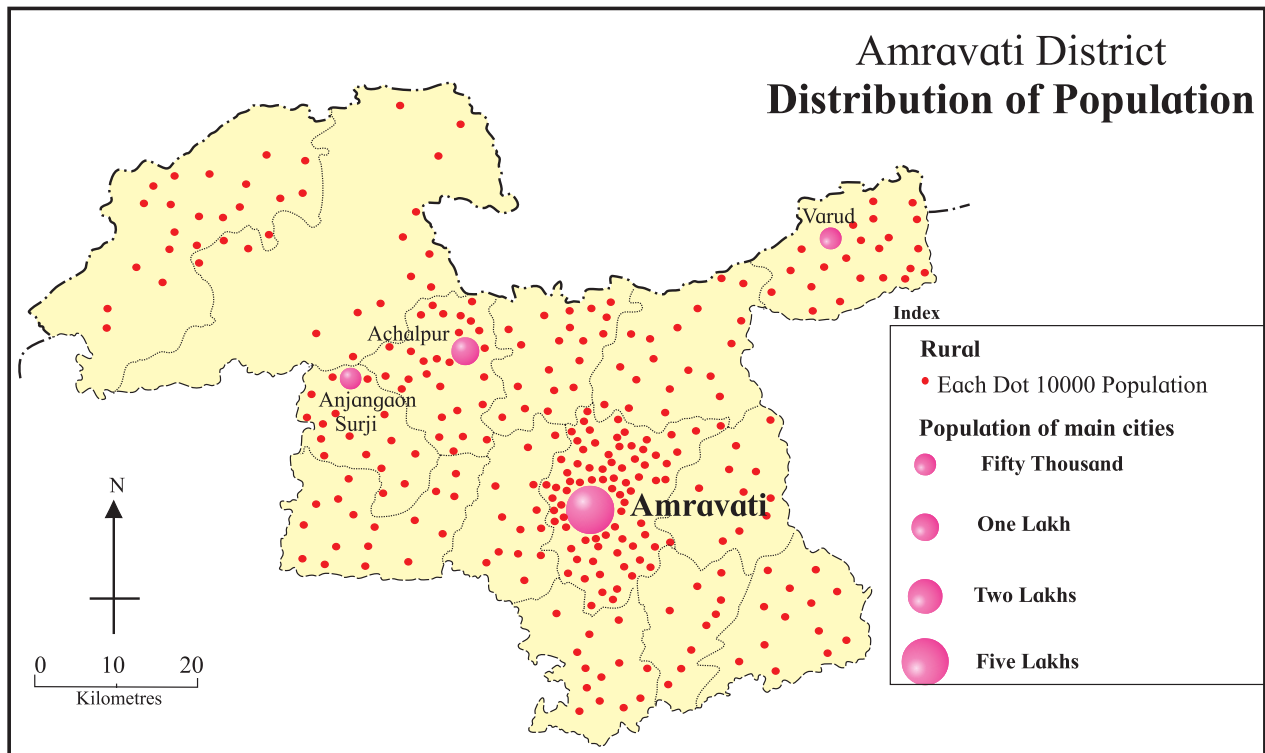 Amravati District
Distribution of Population
Varud
Achalpur
Anjangaon
Surji
Amravati
N
0 10 20
Kilometres
Index
Rural
Each Dot 10000 Population
Population of main cities
Fifty Thousand
One Lakh
Two Lakhs
Five Lakhs